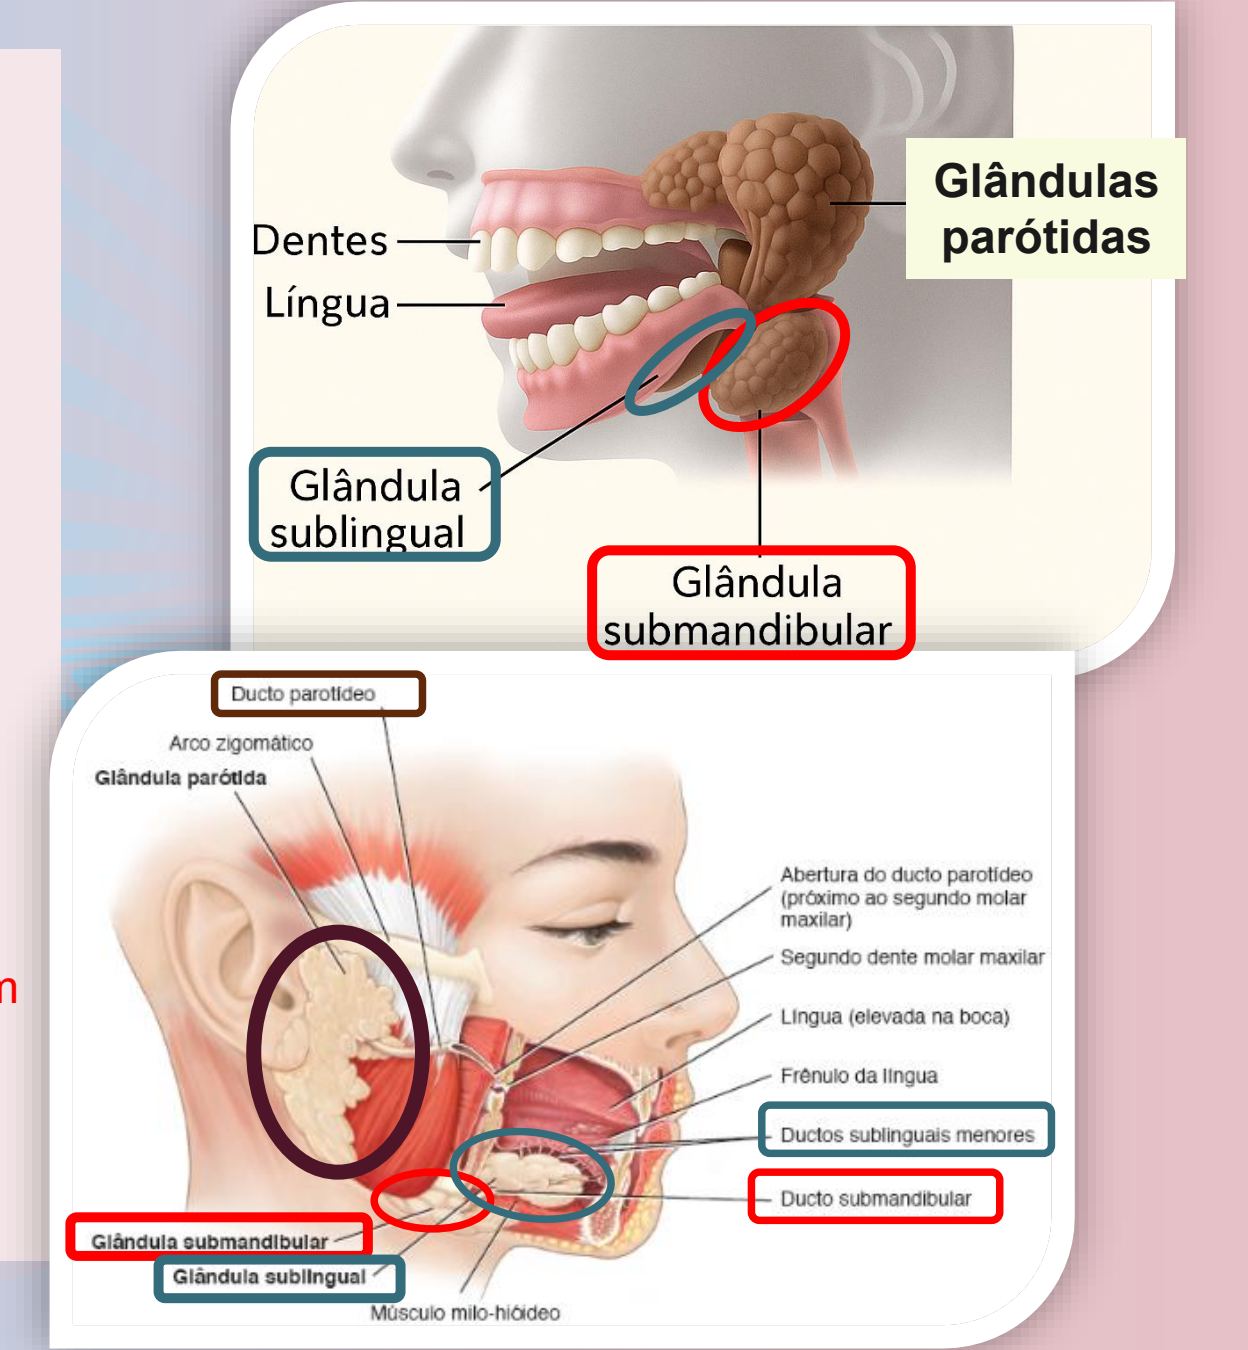 Glândulas
parótidas
Dentes
Língua
Glândula
sublingual
Glândula
submandibular
Ducto parotídeo
Arco zigomático
Glândula parótida
Abertura do ducto parotídeo
(próximo ao segundo molar
maxilar)
Segundo dente molar maxilar
m
Língua (elevada na boca)
Frênulo da língua
Ductos sublinguais menores
Ducto submandibular
Glândula submandibular
Glândula sublingual
Músculo milo-hióideo